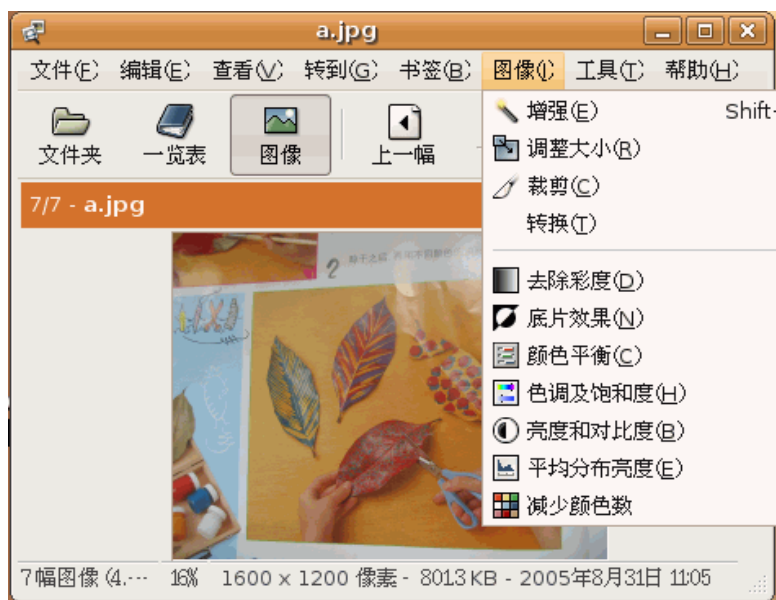 a.jpg
文件(F) 编辑(E) 查看(V) 转到(G) 书签(B) 图像(I) 工具(T) 帮助(H)
文件夹 一览表 图像 上一幅
7/7 - a.jpg
增强(E) Shift-
调整大小(R)
裁剪(C)
转换(T)
去除彩度(D)
底片效果(N)
颜色平衡(C)
色调及饱和度(H)
亮度和对比度(B)
平均分布亮度(E)
减少颜色数
2
7幅图像 (4.… 16% 1600 x 1200 像素 - 801.3 KB - 2005年8月31日 11:05